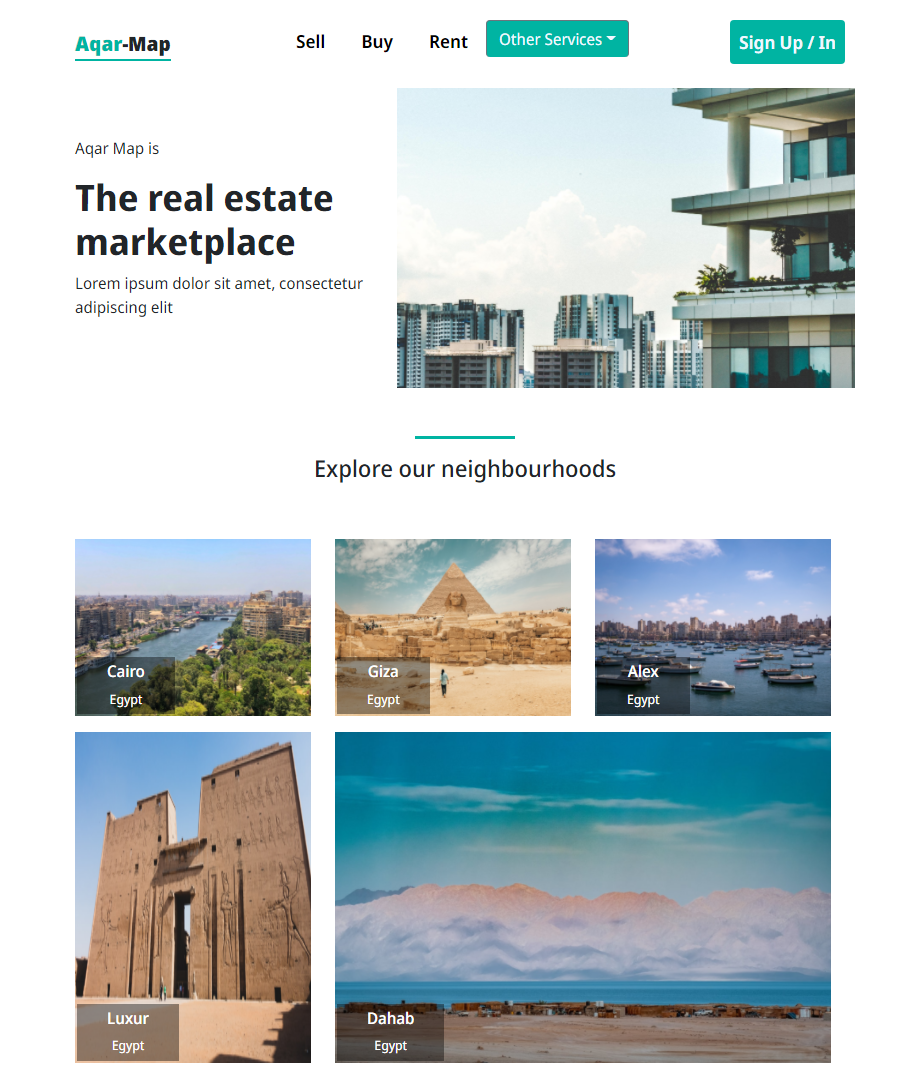 Aqar-Map
Sell
Buy
Rent
Other Services
Sign Up / In
Aqar Map is
The real estate
marketplace
Lorem ipsum dolor sit amet, consectetur
adipiscing elit
Explore our neighbourhoods
Cairo
Egypt
Giza
Egypt
Alex
Egypt
Luxur
Egypt
Dahab
Egypt